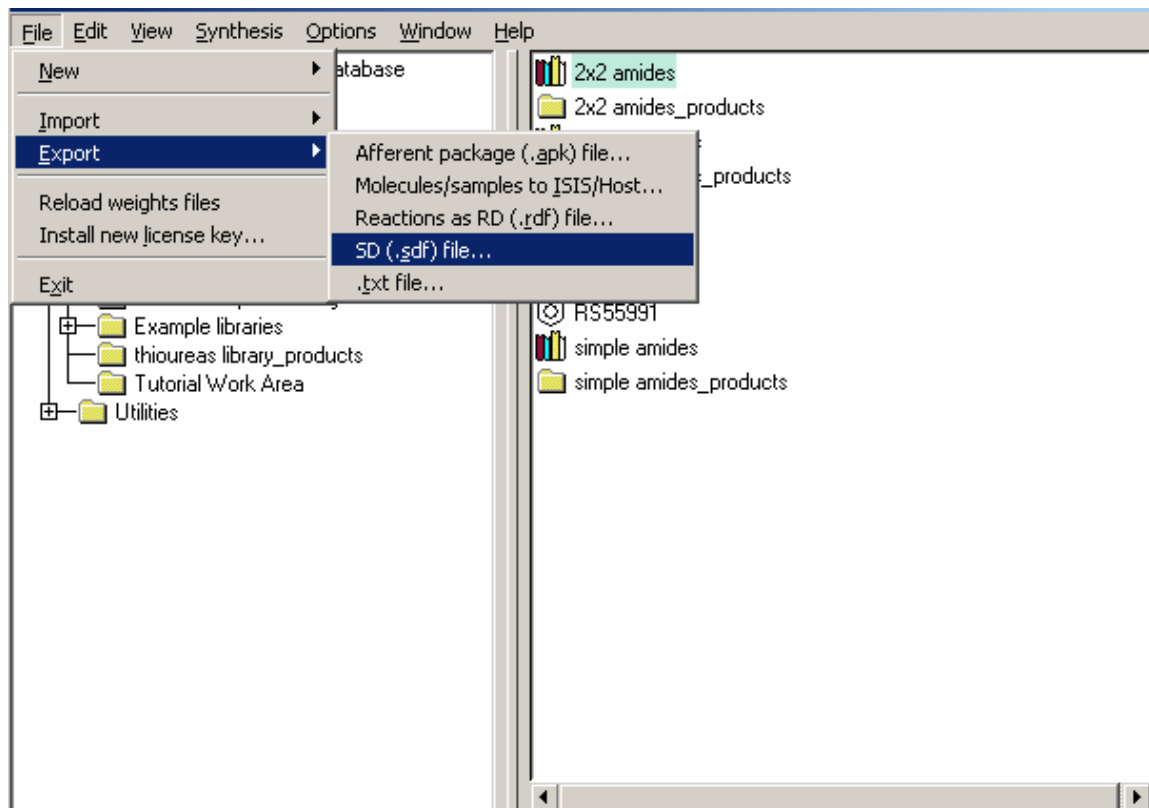 File Edit View Synthesis Options Window Help
New
Import
Export
Reload weights files
Install new license key...
Exit
Afferent package (.apk) file...
Molecules/samples to ISIS/Host...
Reactions as RD (.rdf) file...
SD (.sdf) file...
.txt file...
atabase
Example libraries
thioureas library_products
Tutorial Work Area
Utilities
2x2 amides
2x2 amides_products
_products
RS55991
simple amides
simple amides_products